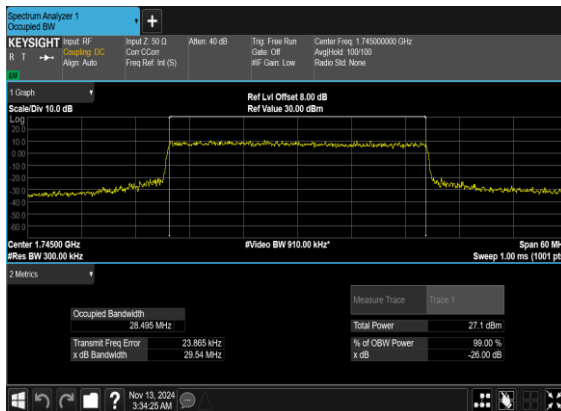 Spectrum Analyzer 1
Occupied BW
KEYSIGHT
R T
Input: RF
Coupling: DC
Align: Auto
Input Z: 50 Ω
Corr CCorr
Freq Ref: Int (S)
Atten: 40 dB
Trig: Free Run
Gate: Off
#IF Gain: Low
Center Freq: 1.745000000 GHz
Avg|Hold: 100/100
Radio Std: None
1 Graph
Scale/Div 10.0 dB
Ref Lvl Offset 8.00 dB
Ref Value 30.00 dBm
Log
20.0
10.0
0.00
-10.0
-20.0
-30.0
-40.0
-50.0
-60.0
Center 1.74500 GHz
#Res BW 300.00 kHz
#Video BW 910.00 kHz*
Span 60 MH
Sweep 1.00 ms (1001 pt
2 Metrics
Measure Trace
Trace 1
Occupied Bandwidth
28.495 MHz
Total Power
27.1 dBm
Transmit Freq Error
23.865 kHz
% of OBW Power
99.00 %
x dB Bandwidth
29.54 MHz
x dB
-26.00 dB
?
Nov 13, 2024
3:34:25 AM